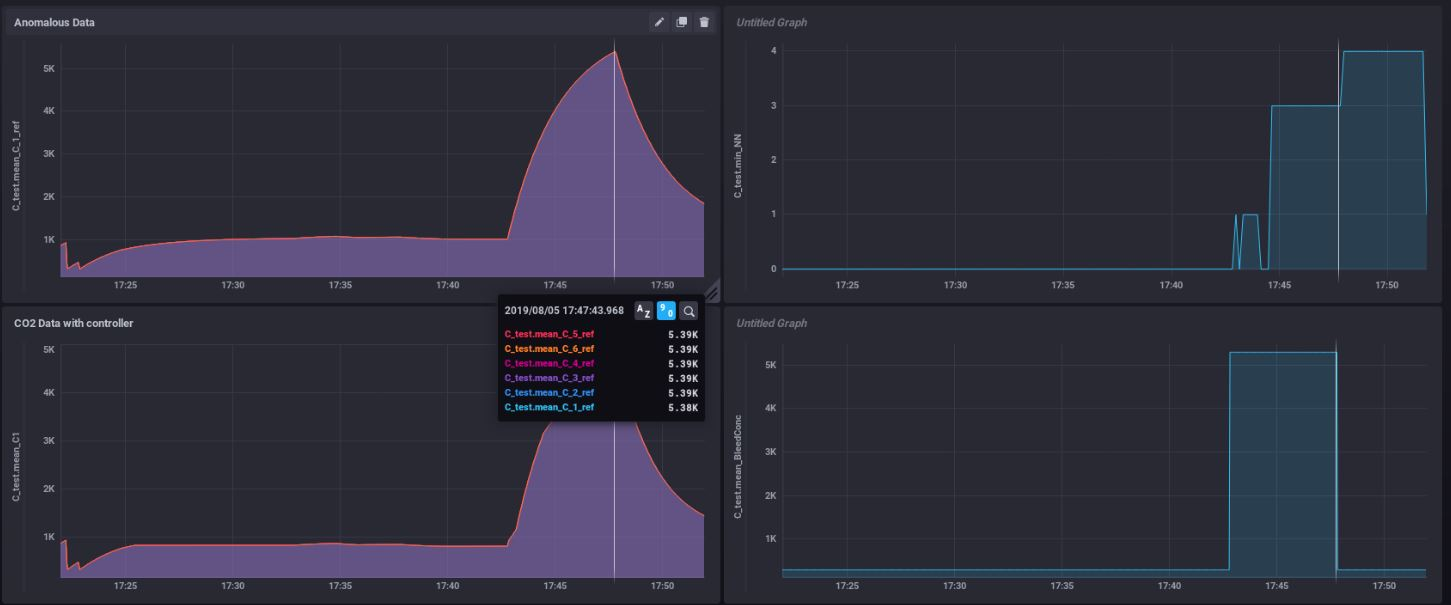 Anomalous Data
C_test.mean_C_1_ref
5K
4K
3K
2K
1K
17:25 17:30 17:35 17:40 17:45 17:50
Untitled Graph
C_test.min_NN
4
3
2
1
0
17:25 17:30 17:35 17:40 17:45 17:50
CO2 Data with controller
C_test.mean_C1
5K
4K
3K
2K
1K
17:25 17:30 17:35 17:40 17:45 17:50
2019/08/05 17:47:43.968 A Z 9 0
C_test.mean_C_5_ref 5.39K
C_test.mean_C_6_ref 5.39K
C_test.mean_C_4_ref 5.39K
C_test.mean_C_3_ref 5.39K
C_test.mean_C_2_ref 5.39K
C_test.mean_C_1_ref 5.38K
Untitled Graph
C_test.mean_BleedConc
5K
4K
3K
2K
1K
17:25 17:30 17:35 17:40 17:45 17:50